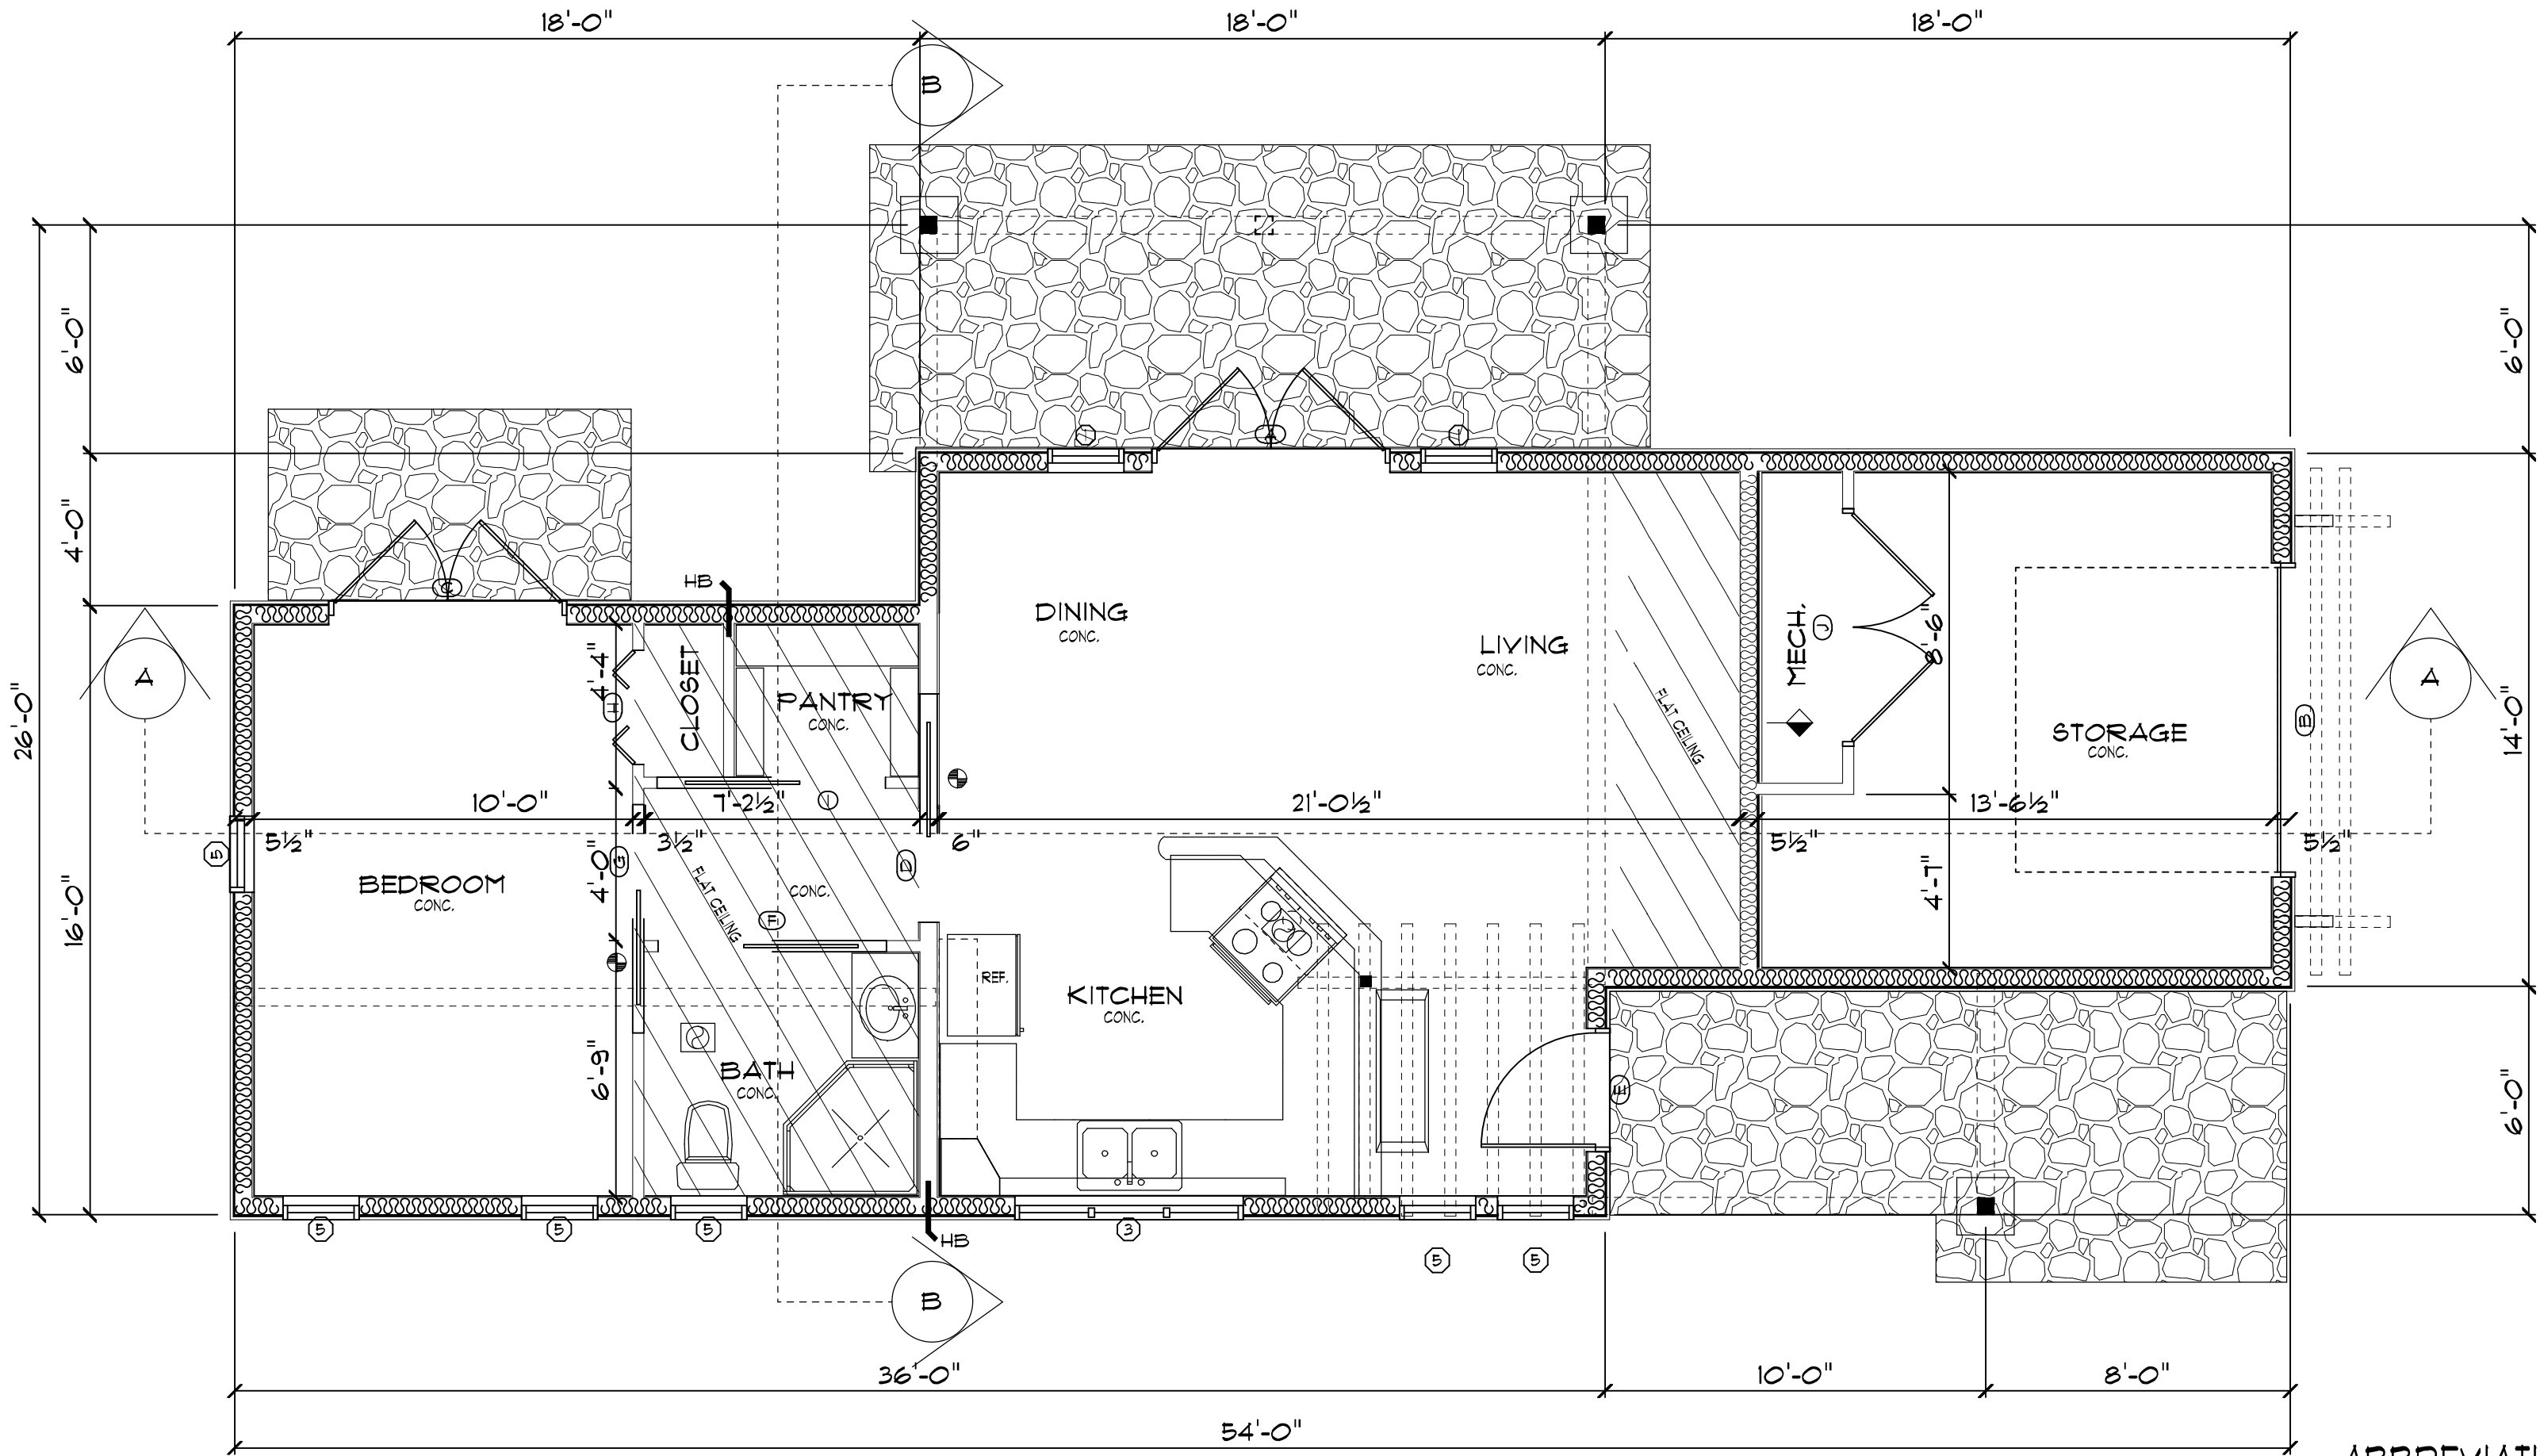 18'-0" 18'-0" 18'-0"
B
6'-0" 6'-0"
A
C
4'-0"
HB
DINING
CONC.
LIVING
CONC.
MECH.
J
8'-6"
26'-0"
A
4'-4"
H
CLOSET
PANTRY
CONC.
FLAT CEILING
STORAGE
CONC.
B
14'-0"
A
10'-0" 7'-2½" I 21'-0½" 13'-6½"
5 5½" 3½" 6" 5½" 5½"
16'-0"
BEDROOM
CONC.
4'-0"
G
FLAT CEILING
CONC.
D
F
4'-7"
REF.
KITCHEN
CONC.
6'-9"
BATH
CONC.
E
6'-0"
5 5 5 3
HB
5 5
B
36'-0" 10'-0" 8'-0"
54'-0"